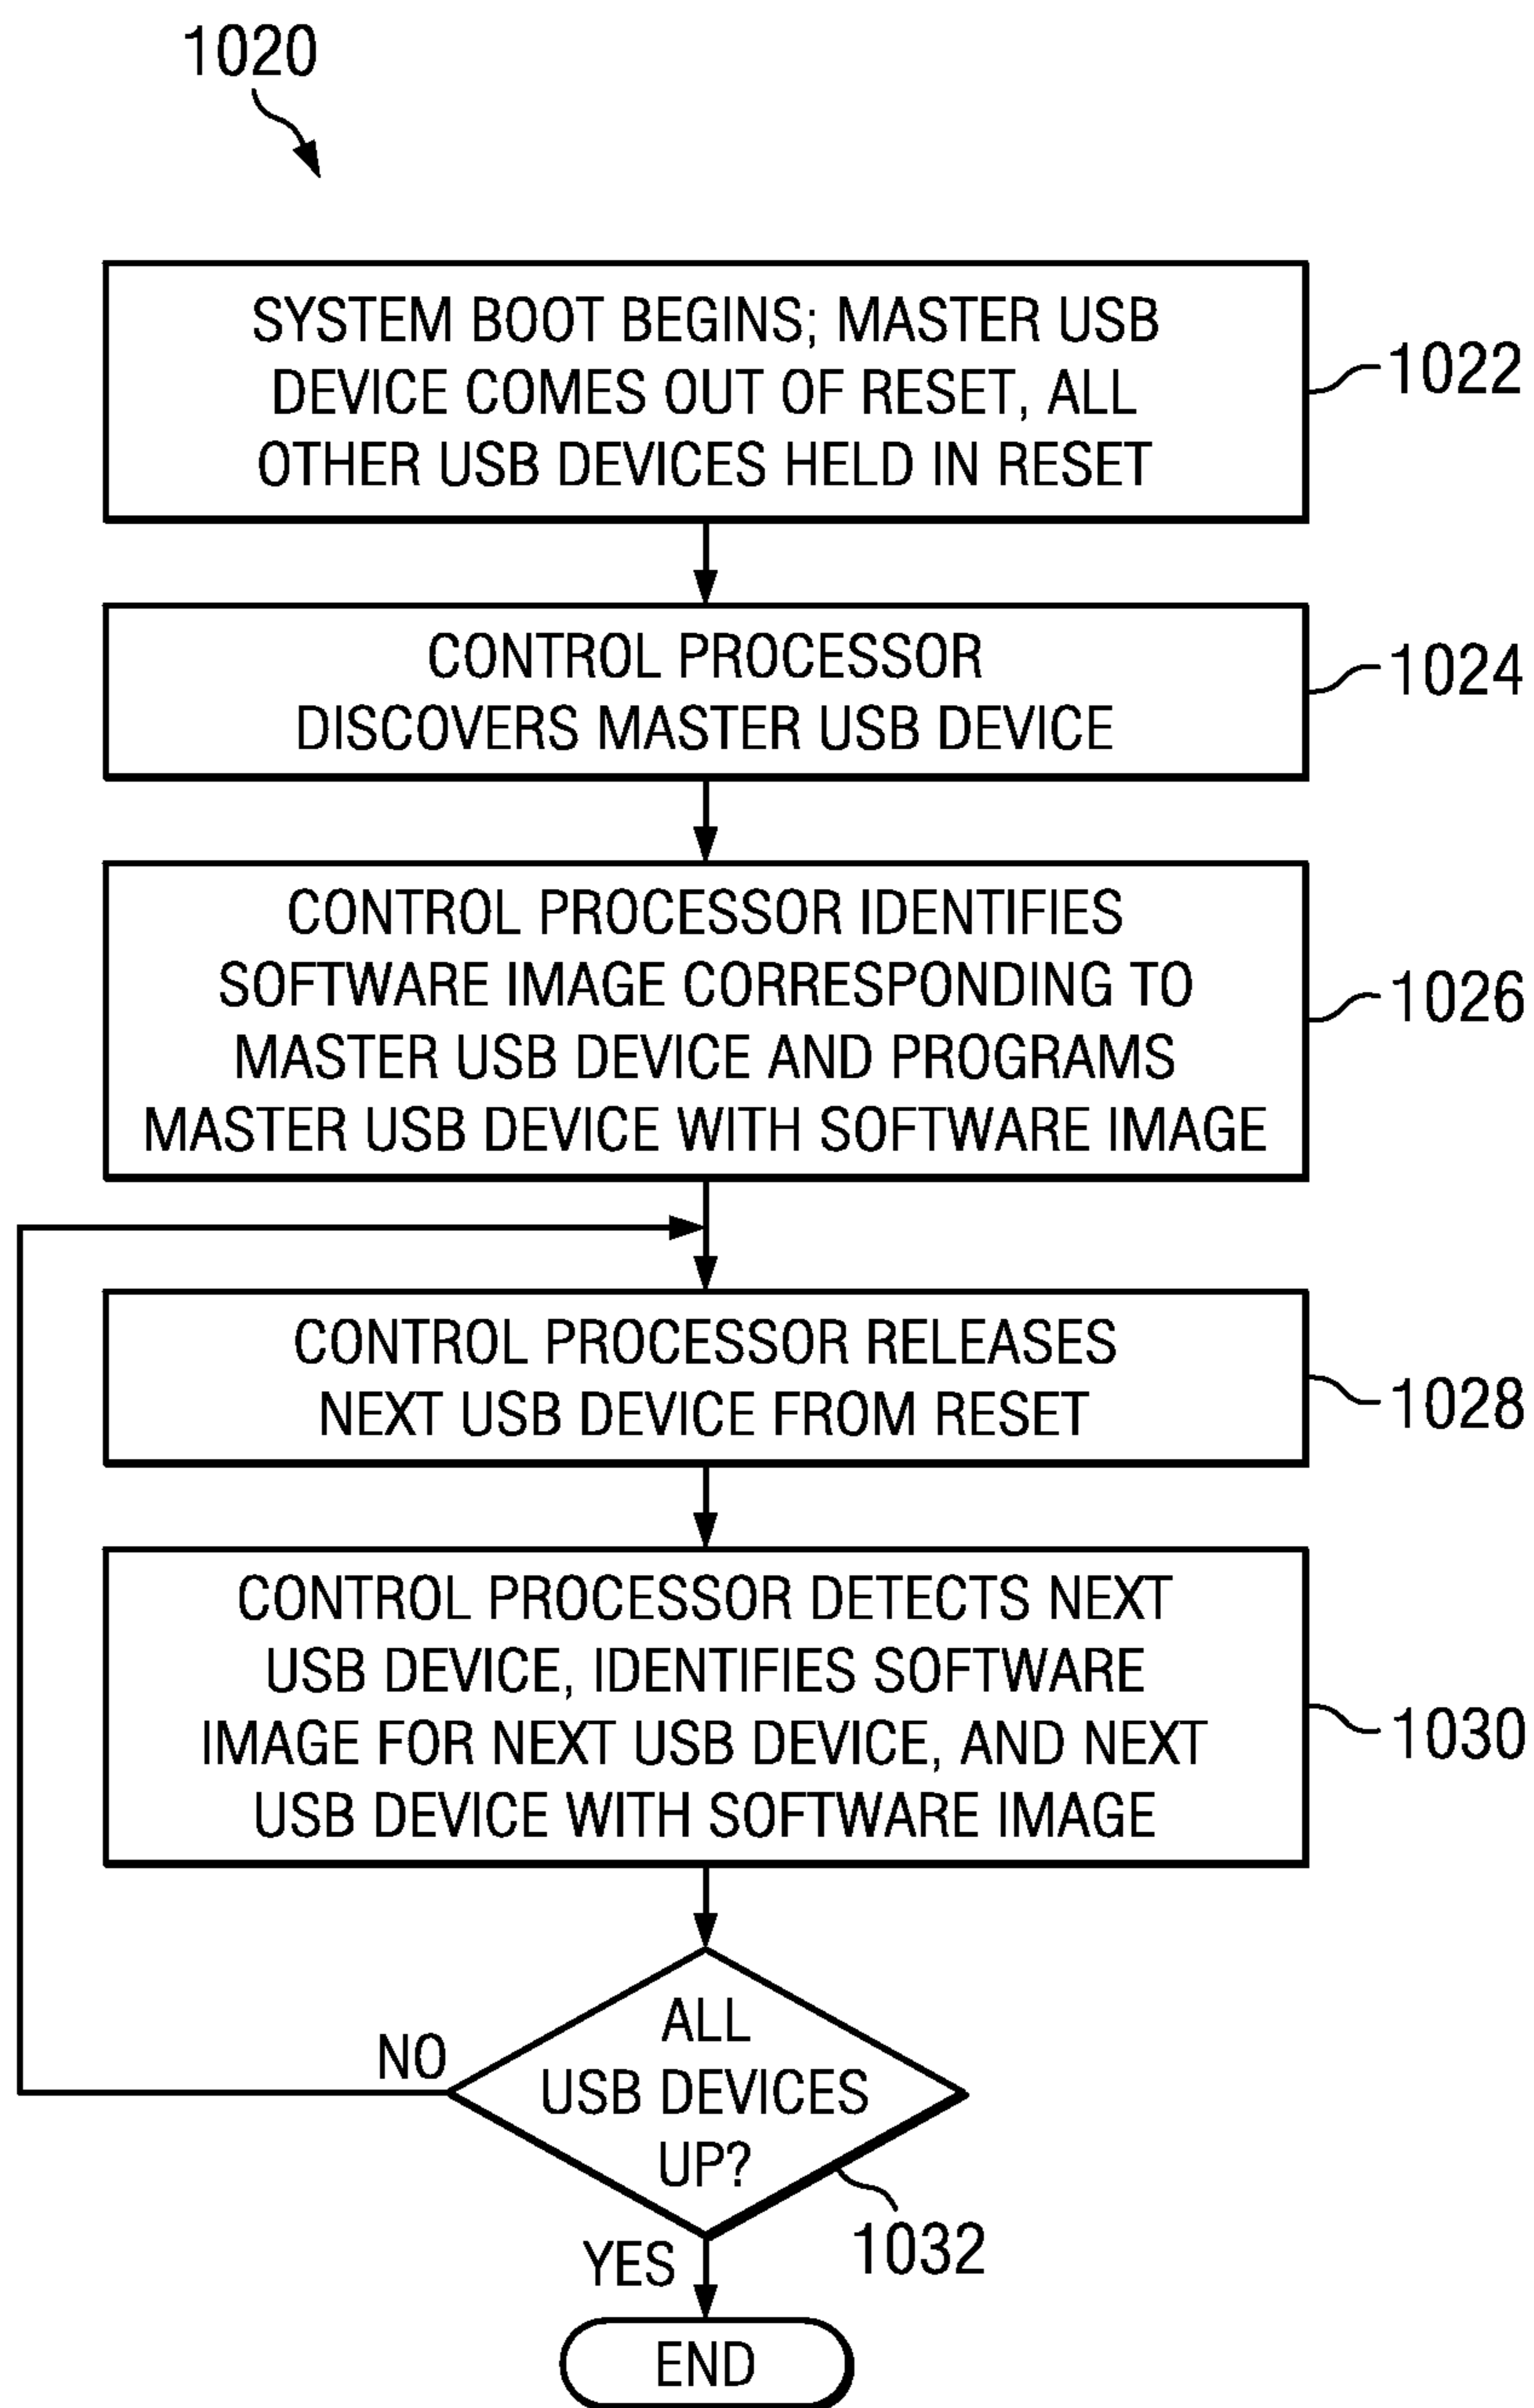 1020
SYSTEM BOOT BEGINS; MASTER USB
DEVICE COMES OUT OF RESET, ALL
OTHER USB DEVICES HELD IN RESET
1022
CONTROL PROCESSOR
DISCOVERS MASTER USB DEVICE
1024
CONTROL PROCESSOR IDENTIFIES
SOFTWARE IMAGE CORRESPONDING TO
MASTER USB DEVICE AND PROGRAMS
MASTER USB DEVICE WITH SOFTWARE IMAGE
1026
CONTROL PROCESSOR RELEASES
NEXT USB DEVICE FROM RESET
1028
CONTROL PROCESSOR DETECTS NEXT
USB DEVICE, IDENTIFIES SOFTWARE
IMAGE FOR NEXT USB DEVICE, AND NEXT
USB DEVICE WITH SOFTWARE IMAGE
1030
ALL
USB DEVICES
UP?
NO
1032
YES
END